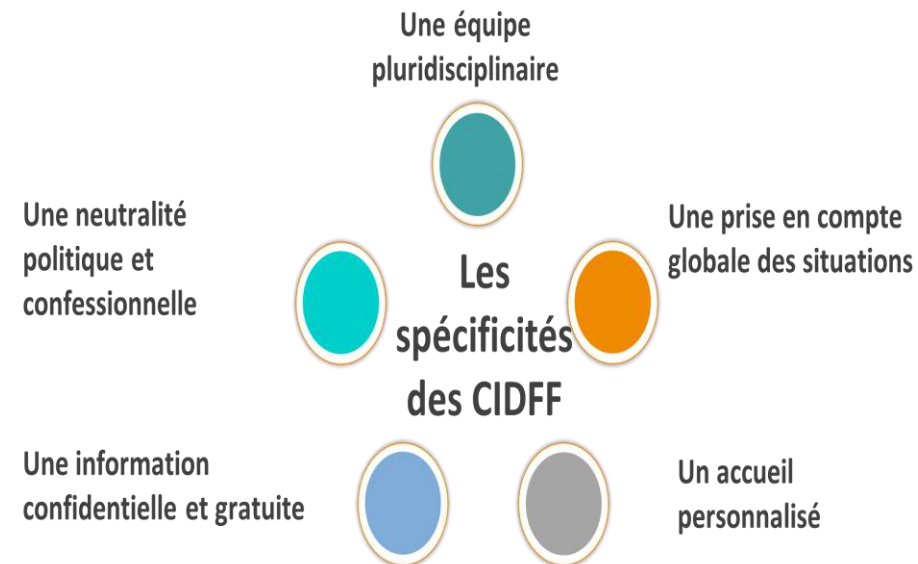 Une équipe
pluridisciplinaire
Une neutralité
politique et
confessionnelle
Une prise en compte
globale des situations
Les
spécificités
des CIDFF
Une information
confidentielle et gratuite
Un accueil
personnalisé